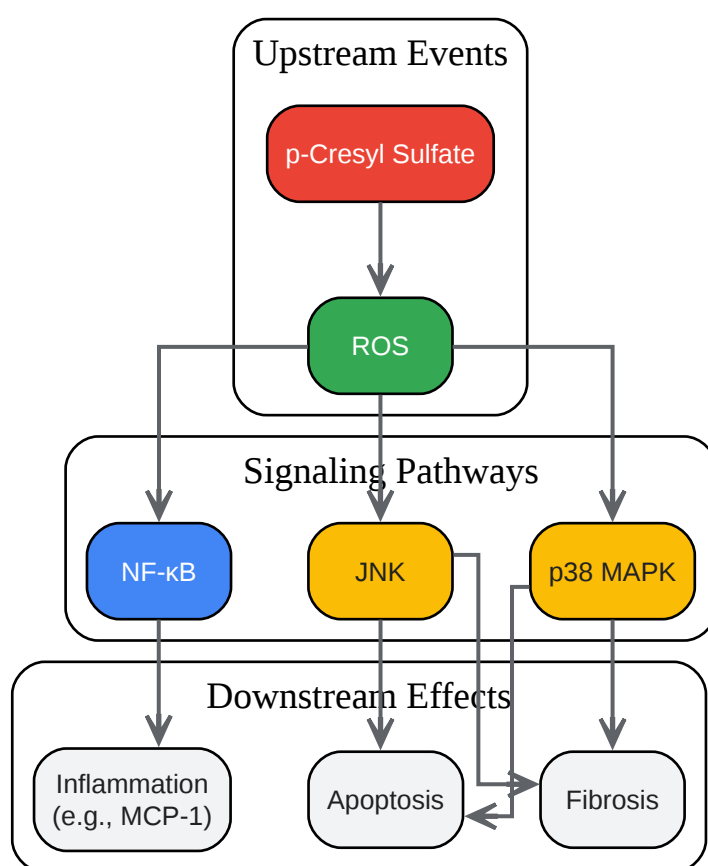 Upstream Events
p-Cresyl Sulfate
ROS
Signaling Pathways
NF-κB
JNK
p38 MAPK
Downstream Effects
Inflammation
(e.g., MCP-1)
Apoptosis
Fibrosis